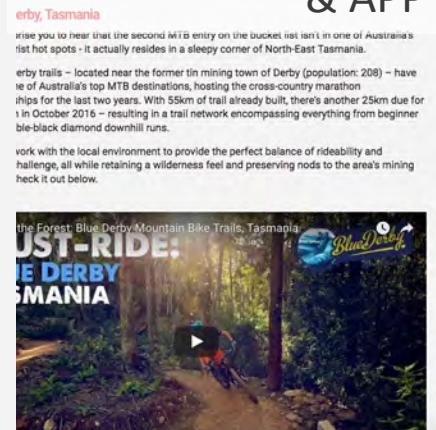 & APP
erby, Tasmania
rise you to hear that the second MTB entry on the bucket list isn't in one of Australia's
rist hot spots - it actually resides in a sleepy corner of North-East Tasmania.
erby trails – located near the former tin mining town of Derby (population: 208) – have
ne of Australia's top MTB destinations, hosting the cross-country marathon
ships for the last two years. With 55km of trail already built, there's another 25km due for
n in October 2016 – resulting in a trail network encompassing everything from beginner
ble-black diamond downhill runs.
work with the local environment to provide the perfect balance of rideability and
hallenge, all while retaining a wilderness feel and preserving nods to the area's mining
heck it out below.
the Forest: Blue Derby Mountain Bike Trails, Tasmania
UST-RIDE:
UE DERBY
SMANIA
Blue Derby